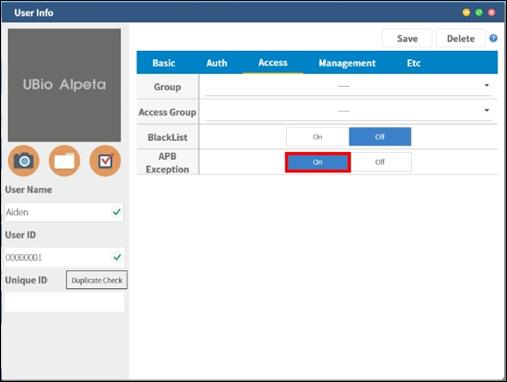 User Info
Save Delete
UBio Alpeta
Basic Auth Access Management Etc
Group ----
Access Group ----
BlackList On Off
APB Exception On Off
User Name
Aiden
User ID
00000001
Unique ID Duplicate Check